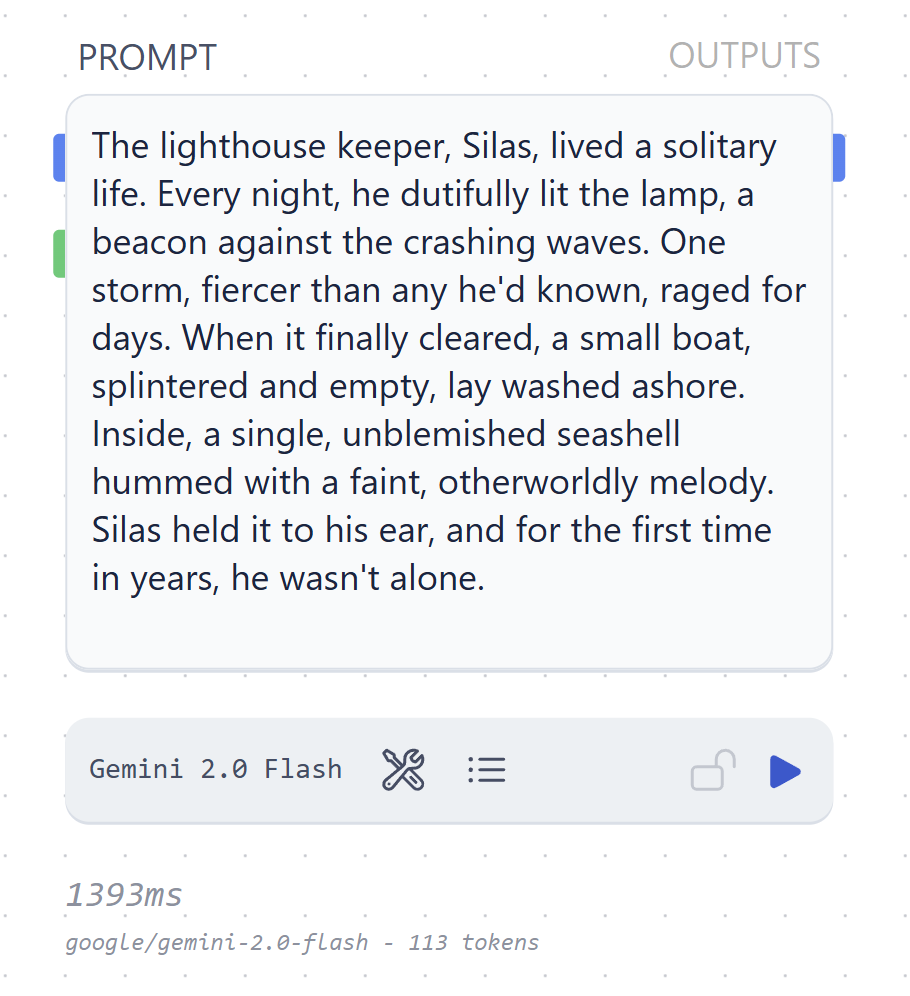 PROMPT
OUTPUTS
The lighthouse keeper, Silas, lived a solitary
life. Every night, he dutifully lit the lamp, a
beacon against the crashing waves. One
storm, fiercer than any he'd known, raged for
days. When it finally cleared, a small boat,
splintered and empty, lay washed ashore.
Inside, a single, unblemished seashell
hummed with a faint, otherworldly melody.
Silas held it to his ear, and for the first time
in years, he wasn't alone.
Gemini 2.0 Flash
1393ms
google/gemini-2.0-flash - 113 tokens